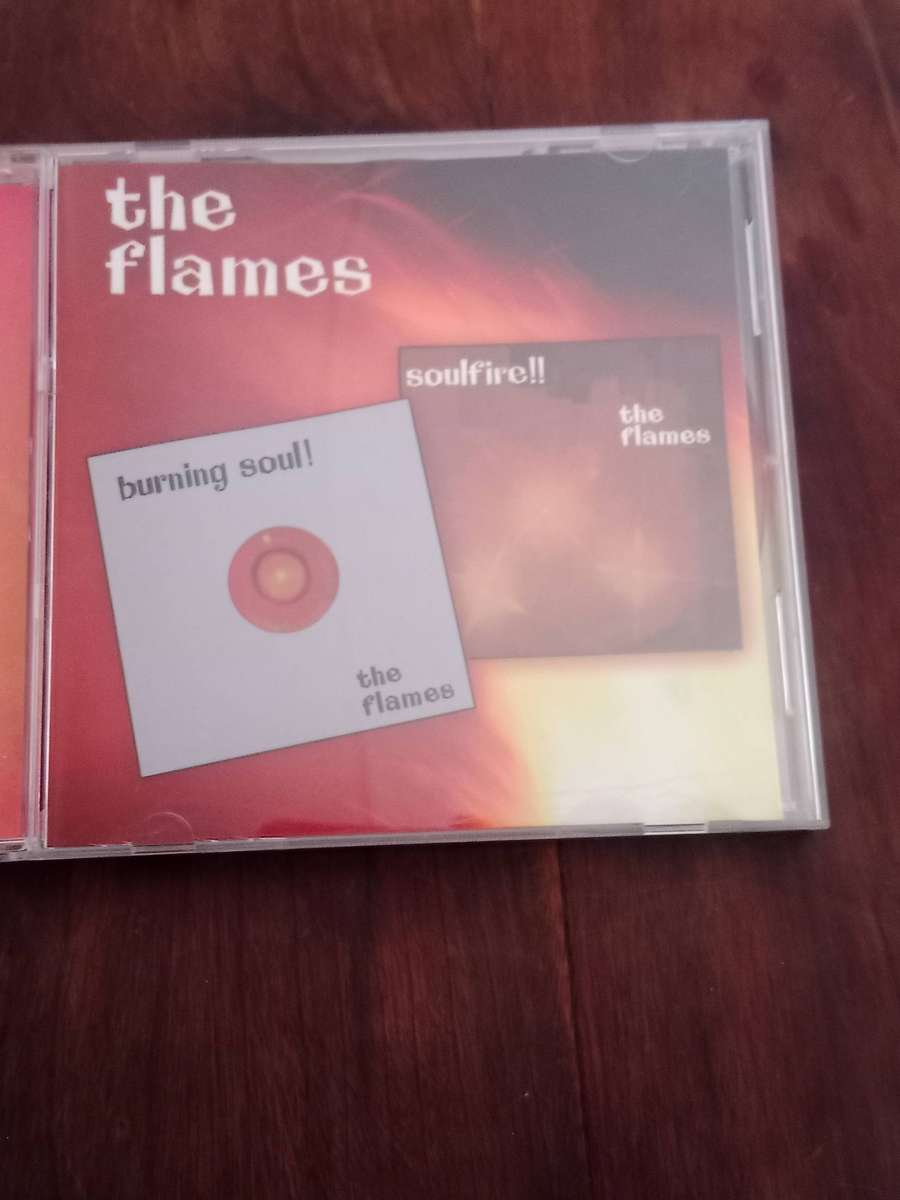 the
flames
soulfire!!
the
flames
burning soul!
the
flames